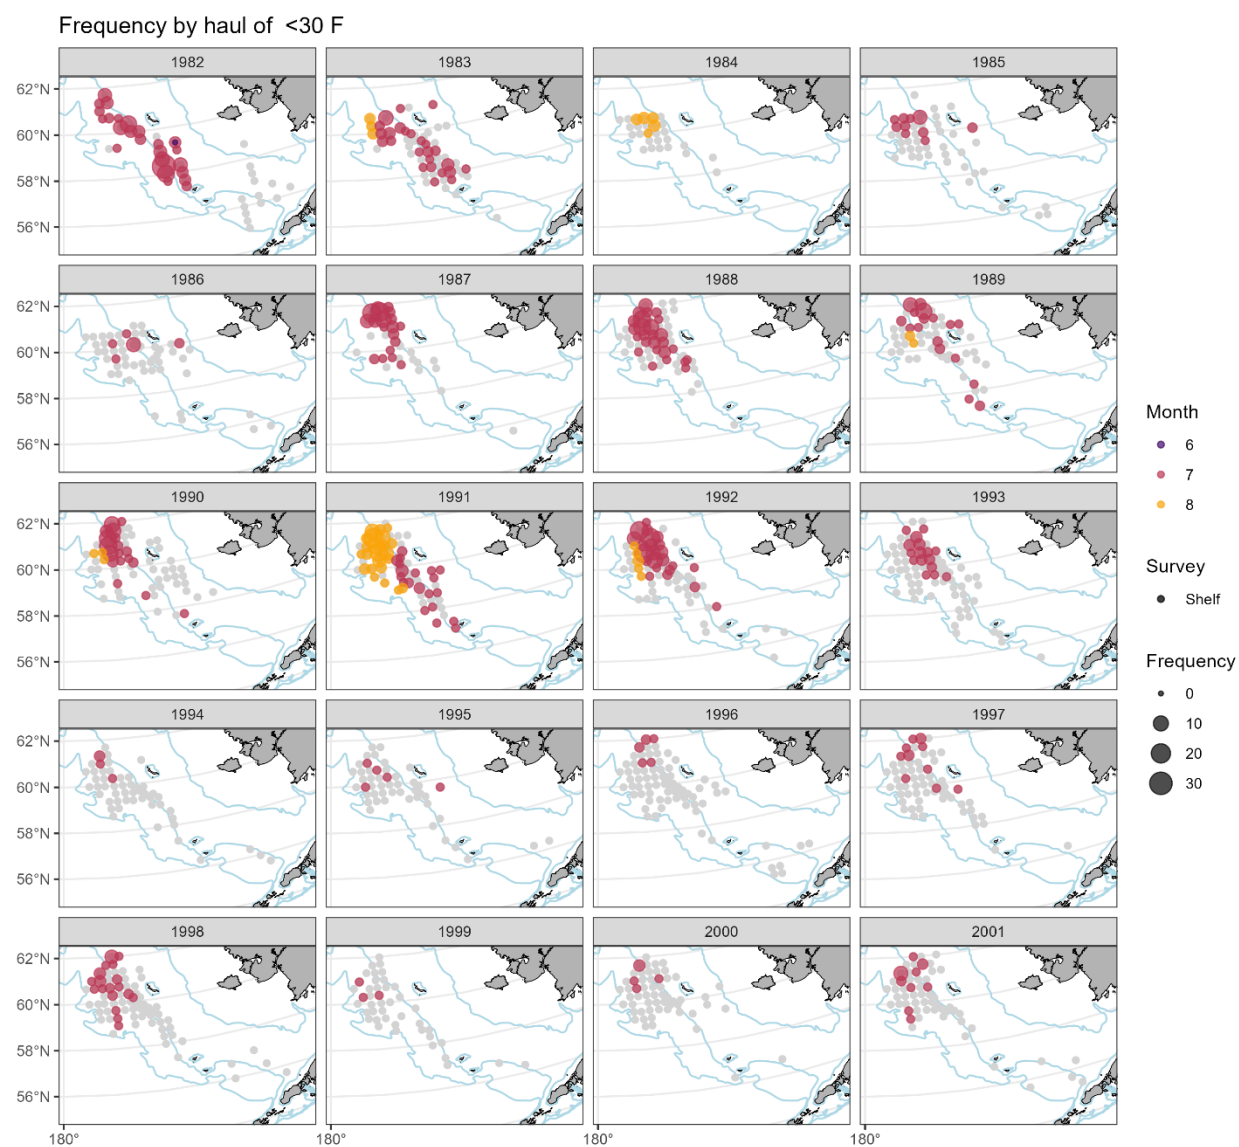 Frequency by haul of  <30 F
1982 1983 1984 1985
62°N
60°N
58°N
56°N
1986 1987 1988 1989
62°N
60°N
58°N
56°N
1990 1991 1992 1993
62°N
60°N
58°N
56°N
1994 1995 1996 1997
62°N
60°N
58°N
56°N
1998 1999 2000 2001
62°N
60°N
58°N
56°N
180° 180° 180° 180°
Month
6
7
8
Survey
Shelf
Frequency
0
10
20
30